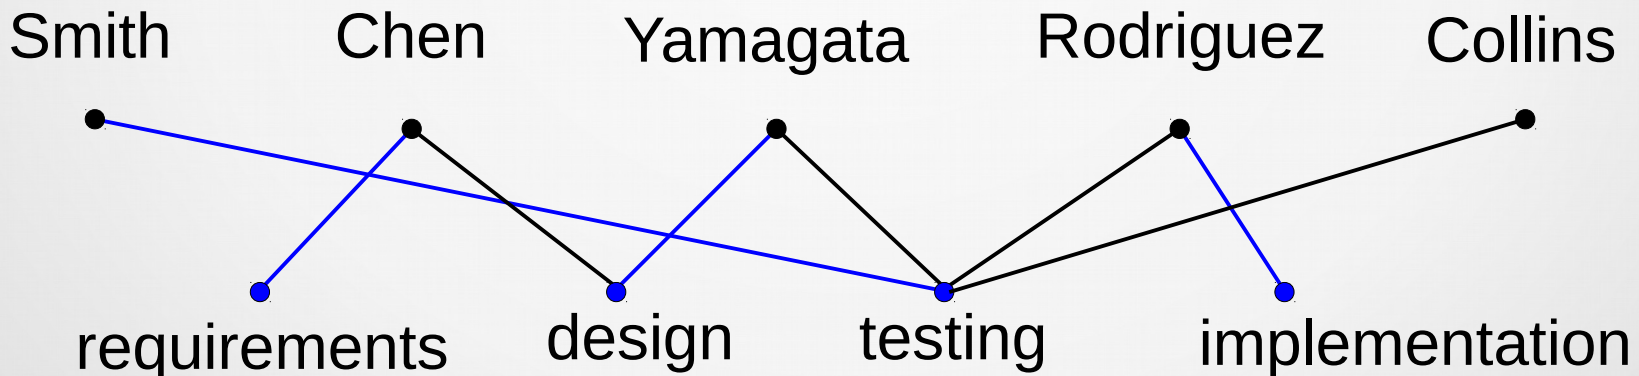 Smith Chen Yamagata Rodriguez Collins
requirements design testing implementation